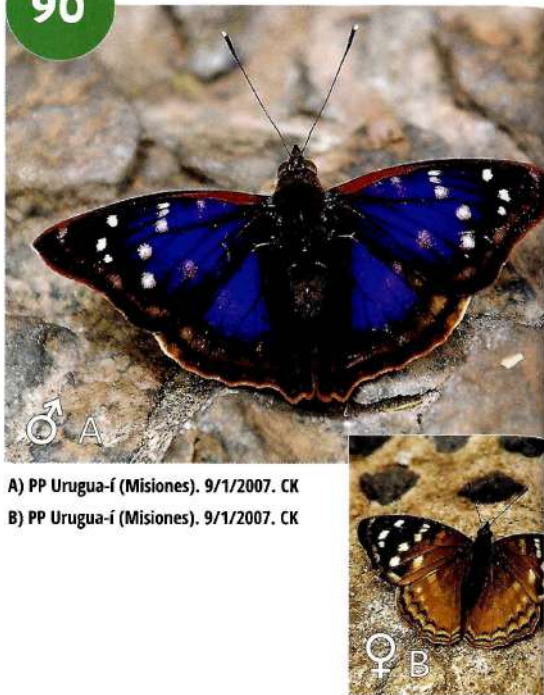 90
♂ A
A) PP Urugua-í (Misiones). 9/1/2007. CK
B) PP Urugua-í (Misiones). 9/1/2007. CK
♀ B